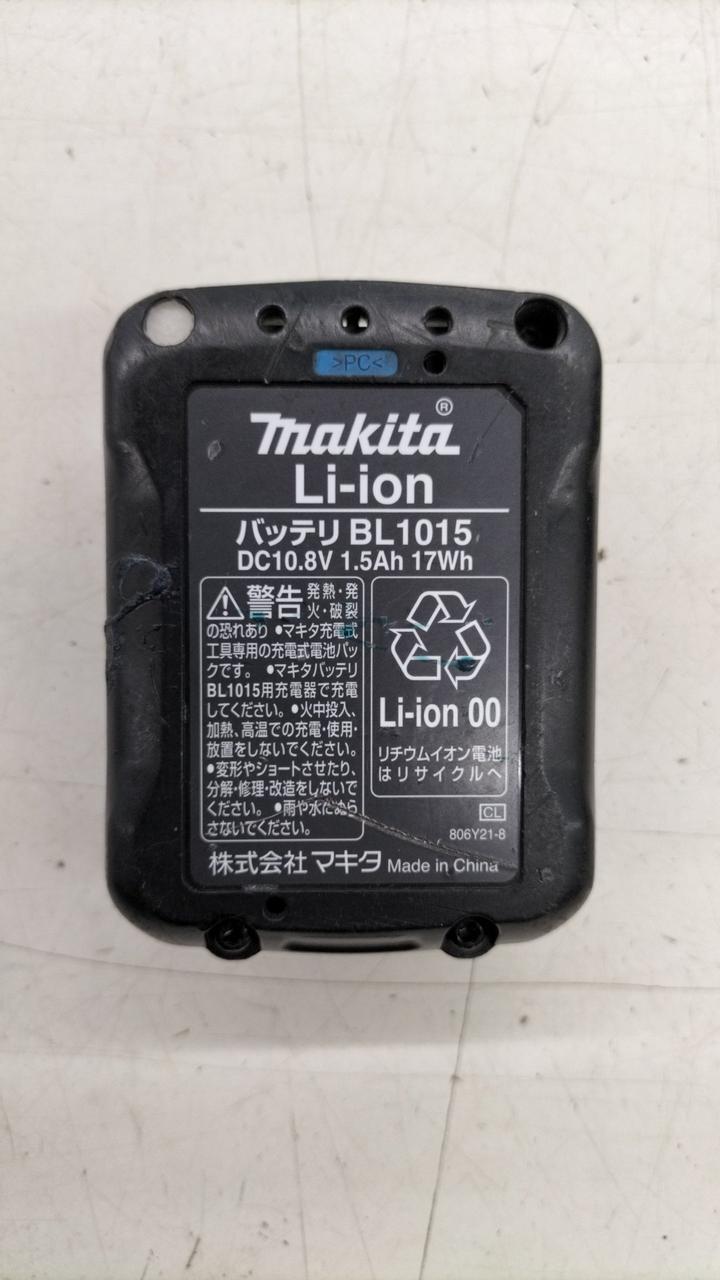 >PC<
makita®
Li-ion
バッテリ BL1015
DC10.8V 1.5Ah 17Wh
警告 発熱・発
火・破裂
の恐れあり ●マキタ充電式
工具専用の充電式電池パッ
クです。 ●マキタバッテリ
BL1015用充電器で充電
してください。●火中投入、
加熱、高温での充電・使用・
放置をしないでください。
●変形やショートさせたり、
分解・修理・改造をしないで
ください。 ●雨や水にぬら
さないでください。
Li-ion 00
リチウムイオン電池
はリサイクルへ
CL
806Y21-8
株式会社 マキタ Made in China